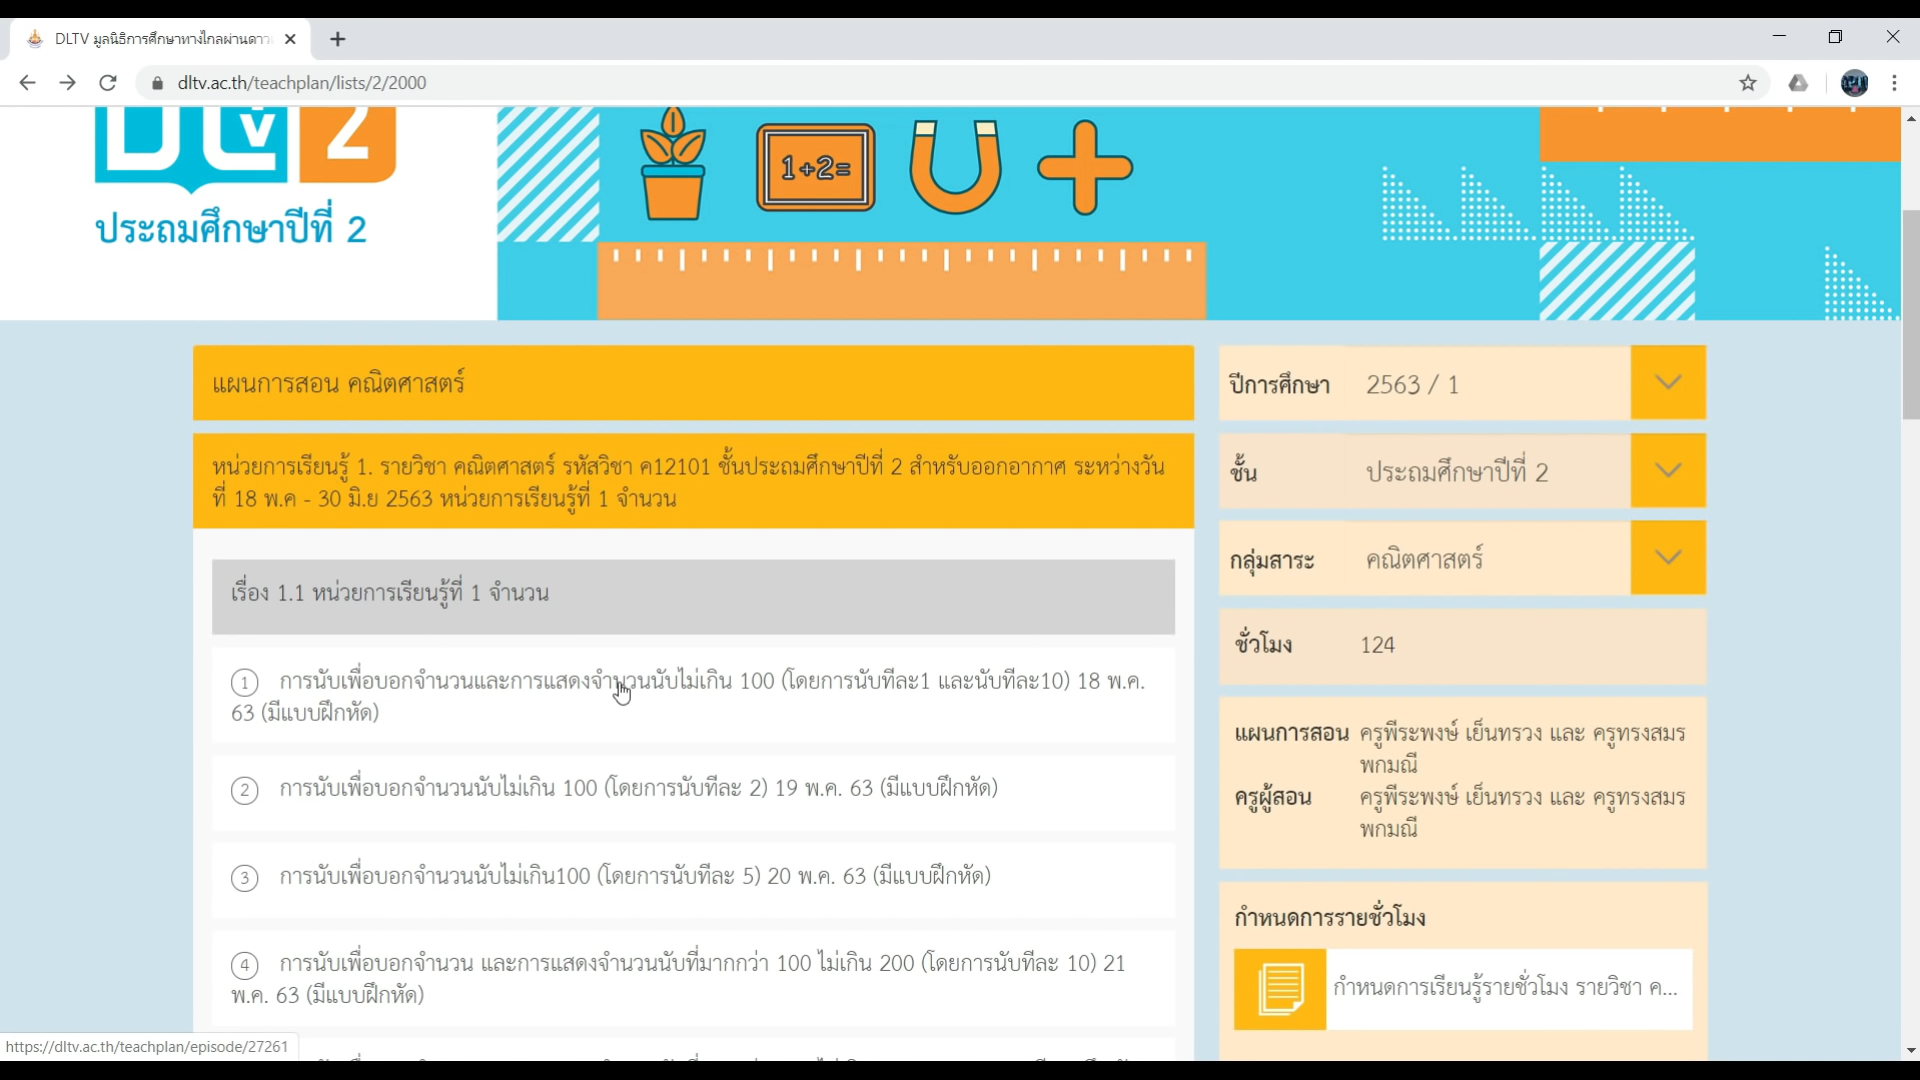 DLTV มูลนิธิการศึกษาทางไกลผ่านดาว
dltv.ac.th/teachplan/lists/2/2000
DLTV 2
1+2=
ประถมศึกษาปีที่ 2
แผนการสอน คณิตศาสตร์
หน่วยการเรียนรู้ 1. รายวิชา คณิตศาสตร์ รหัสวิชา ค12101 ชั้นประถมศึกษาปีที่ 2 สำหรับออกอากาศ ระหว่างวัน
ที่ 18 พ.ค - 30 มิ.ย 2563 หน่วยการเรียนรู้ที่ 1 จำนวน
เรื่อง 1.1 หน่วยการเรียนรู้ที่ 1 จำนวน
1 การนับเพื่อบอกจำนวนและการแสดงจำนวนนับไม่เกิน 100 (โดยการนับทีละ1 และนับทีละ10) 18 พ.ค.
63 (มีแบบฝึกหัด)
2 การนับเพื่อบอกจำนวนนับไม่เกิน 100 (โดยการนับทีละ 2) 19 พ.ค. 63 (มีแบบฝึกหัด)
3 การนับเพื่อบอกจำนวนนับไม่เกิน100 (โดยการนับทีละ 5) 20 พ.ค. 63 (มีแบบฝึกหัด)
4 การนับเพื่อบอกจำนวน และการแสดงจำนวนนับที่มากกว่า 100 ไม่เกิน 200 (โดยการนับทีละ 10) 21
พ.ค. 63 (มีแบบฝึกหัด)
ปีการศึกษา 2563 / 1
ชั้น ประถมศึกษาปีที่ 2
กลุ่มสาระ คณิตศาสตร์
ชั่วโมง 124
แผนการสอน ครูพีระพงษ์ เย็นทรวง และ ครูทรงสมร
พกมณี
ครูผู้สอน ครูพีระพงษ์ เย็นทรวง และ ครูทรงสมร
พกมณี
กำหนดการรายชั่วโมง
กำหนดการเรียนรู้รายชั่วโมง รายวิชา ค...
https://dltv.ac.th/teachplan/episode/27261